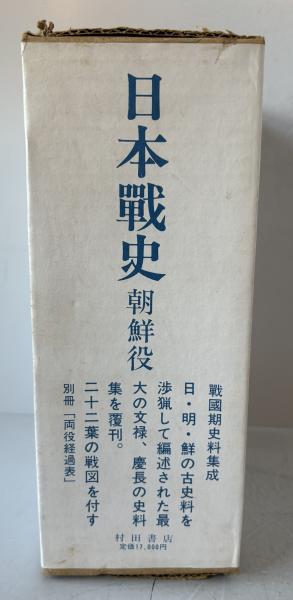 日本戰史 朝鮮役
戰國期史料集成
日・明・鮮の古史料を
渉猟して編述された最
大の文禄、慶長の史料
集を覆刊。
二十二葉の戦図を付す
別冊「両役経過表」
村田書店
定価17,000円